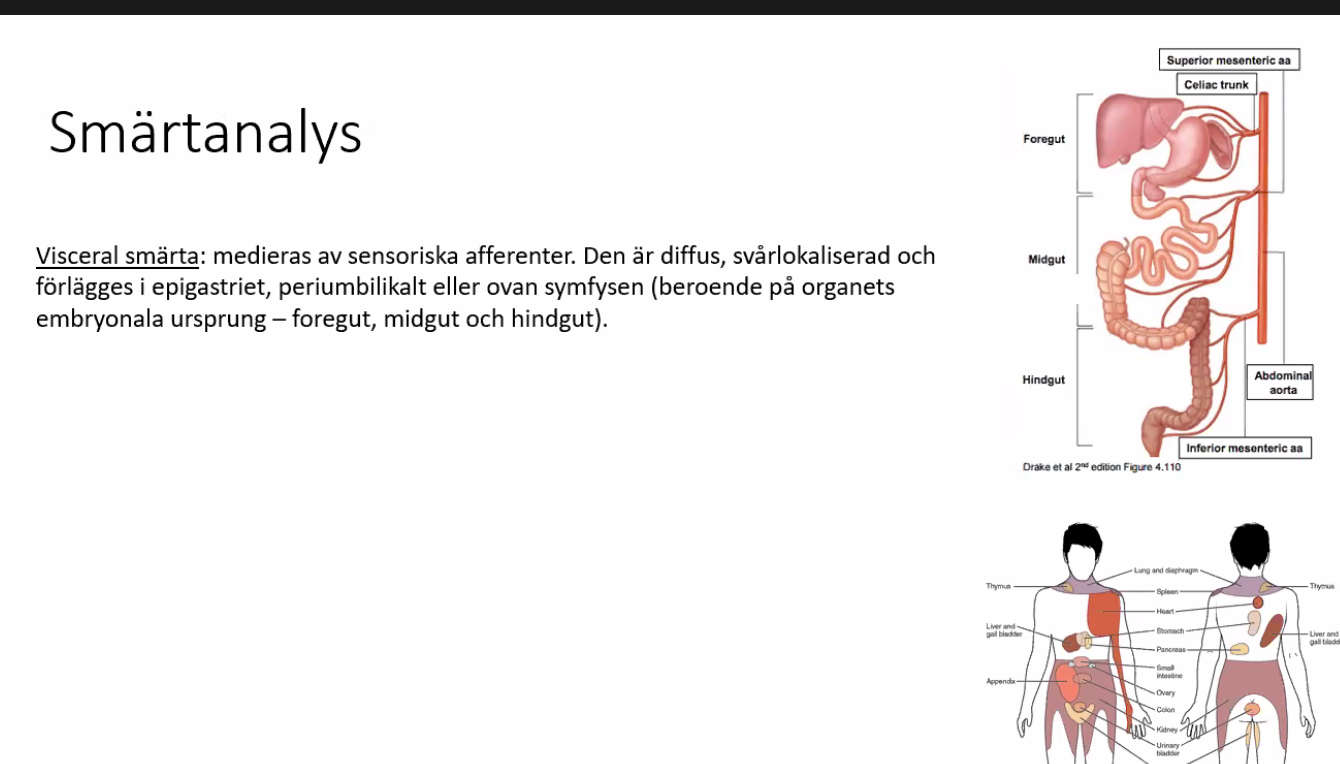 Smärtanalys
Visceral smärta: medieras av sensoriska afferenter. Den är diffus, svårlokaliserad och
förlägges i epigastriet, periumbilikalt eller ovan symfysen (beroende på organets
embryonala ursprung – foregut, midgut och hindgut).
Superior mesenteric aa
Celiac trunk
Foregut
Midgut
Hindgut
Abdominal
aorta
Inferior mesenteric aa
Drake et al 2nd edition Figure 4.110
Lung and diaphragm
Thymus
Thymus
Spleen
Heart
Liver and
gall bladder
Stomach
Liver and
gall bladd
Pancreas
Small
intestine
Appendix
Ovary
Colon
Kidney
Urinary
bladder